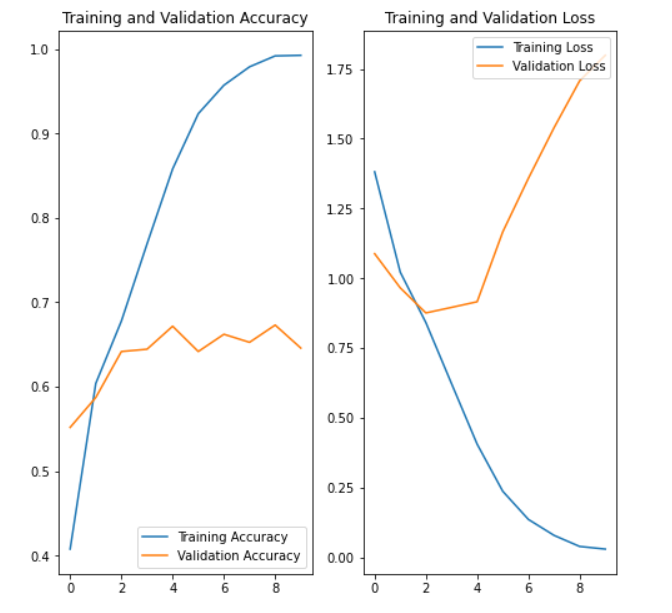 Training and Validation Accuracy
1.0
0.9
0.8
0.7
0.6
0.5
0.4
0 2 4 6 8
Training Accuracy
Validation Accuracy
Training and Validation Loss
1.75
1.50
1.25
1.00
0.75
0.50
0.25
0.00
0 2 4 6 8
Training Loss
Validation Loss